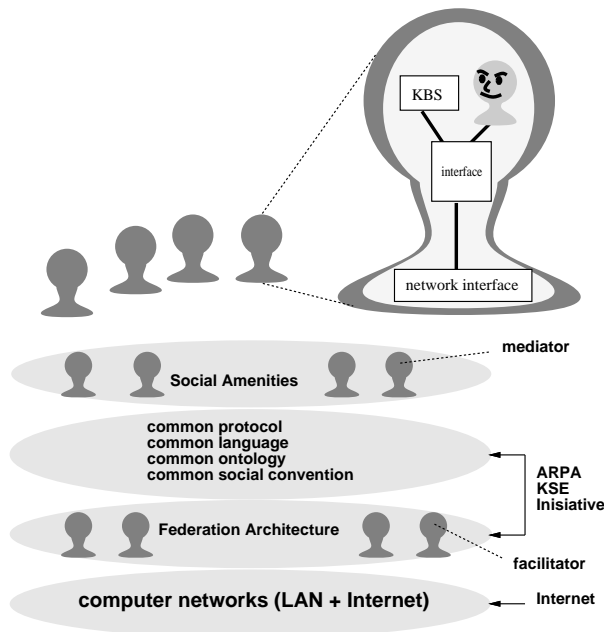 KBS
interface
network interface
mediator
Social Amenities
common protocol
common language
common ontology
common social convention
ARPA
KSE
Inisiative
Federation Architecture
facilitator
computer networks (LAN + Internet)
Internet